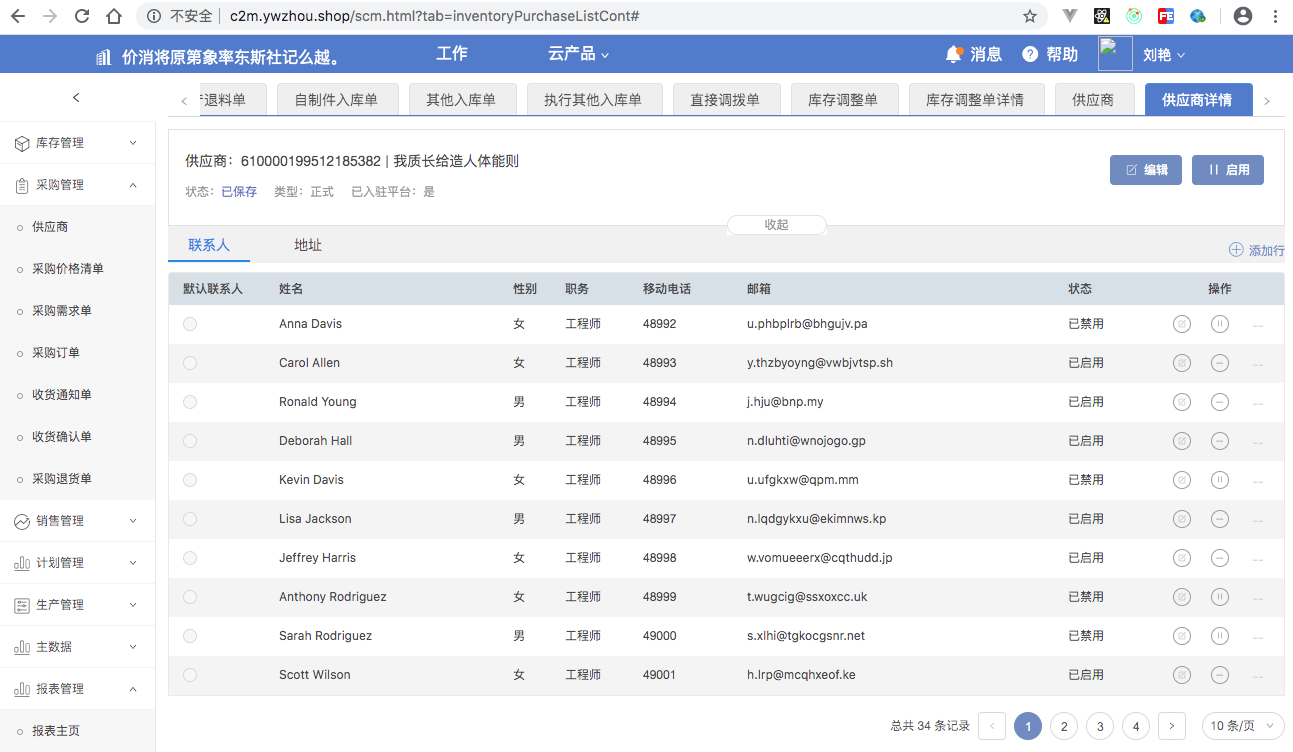 不安全 c2m.ywzhou.shop/scm.html?tab=inventoryPurchaseListCont#
价消将原第象率东斯社记么越。 工作 云产品 消息 帮助 刘艳
退料单 自制件入库单 其他入库单 执行其他入库单 直接调拨单 库存调整单 库存调整单详情 供应商 供应商详情
库存管理
采购管理
供应商
采购价格清单
采购需求单
采购订单
收货通知单
收货确认单
采购退货单
销售管理
计划管理
生产管理
主数据
报表管理
报表主页
供应商：610000199512185382 | 我质长给造人体能则
状态：已保存 类型：正式 已入驻平台：是
编辑 启用
收起
联系人 地址 添加行
默认联系人 姓名 性别 职务 移动电话 邮箱 状态 操作
Anna Davis 女 工程师 48992 u.phbplrb@bhgujv.pa 已禁用 --
Carol Allen 女 工程师 48993 y.thzbyoyng@vwbjvtsp.sh 已启用 --
Ronald Young 男 工程师 48994 j.hju@bnp.my 已启用 --
Deborah Hall 男 工程师 48995 n.dluhti@wnojogo.gp 已启用 --
Kevin Davis 女 工程师 48996 u.ufgkxw@qpm.mm 已禁用 --
Lisa Jackson 男 工程师 48997 n.lqdgykxu@ekimnws.kp 已启用 --
Jeffrey Harris 女 工程师 48998 w.vomueeerx@cqthudd.jp 已启用 --
Anthony Rodriguez 女 工程师 48999 t.wugcig@ssxoxcc.uk 已禁用 --
Sarah Rodriguez 男 工程师 49000 s.xlhi@tgkocgsnr.net 已禁用 --
Scott Wilson 女 工程师 49001 h.lrp@mcqhxeof.ke 已启用 --
总共 34 条记录 1 2 3 4 10 条/页